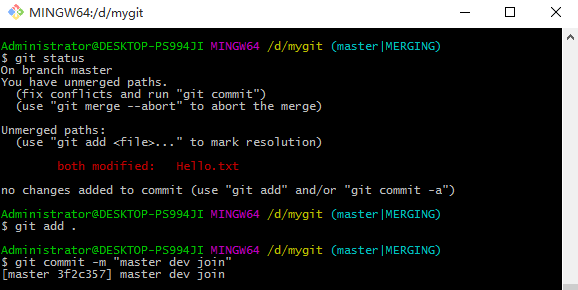 MINGW64:/d/mygit
Administrator@DESKTOP-PS994JI MINGW64 /d/mygit (master|MERGING)
$ git status
On branch master
You have unmerged paths.
  (fix conflicts and run "git commit")
  (use "git merge --abort" to abort the merge)
Unmerged paths:
  (use "git add <file>..." to mark resolution)
        both modified:   Hello.txt
no changes added to commit (use "git add" and/or "git commit -a")
Administrator@DESKTOP-PS994JI MINGW64 /d/mygit (master|MERGING)
$ git add .
Administrator@DESKTOP-PS994JI MINGW64 /d/mygit (master|MERGING)
$ git commit -m "master dev join"
[master 3f2c357] master dev join